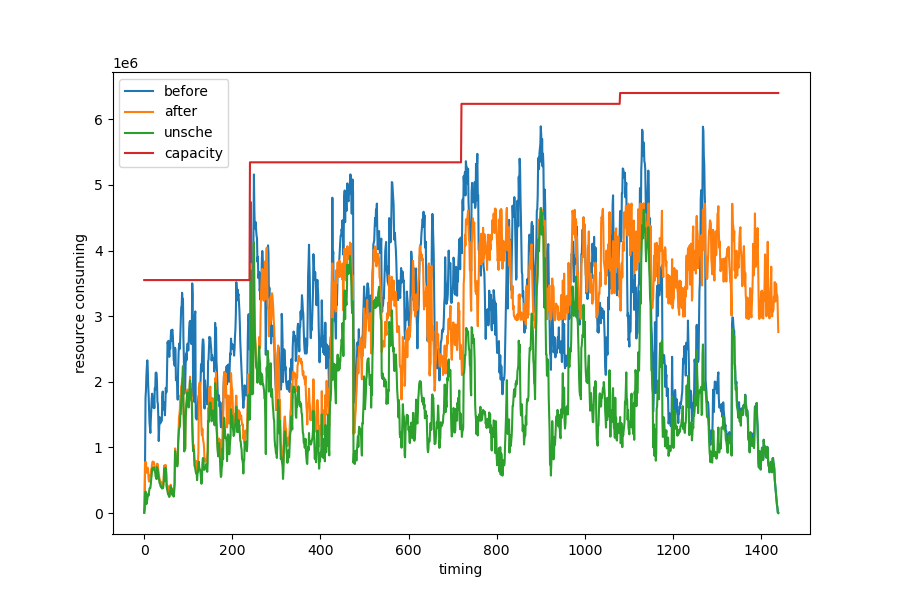 1e6
before
after
unsche
capacity
6
5
4
3
2
1
0
resource consuming
0 200 400 600 800 1000 1200 1400
timing